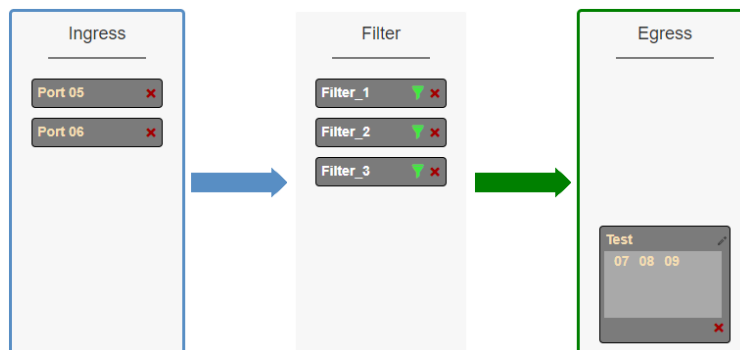 Ingress
Port 05
Port 06
Filter
Filter_1
Filter_2
Filter_3
Egress
Test
07 08 09